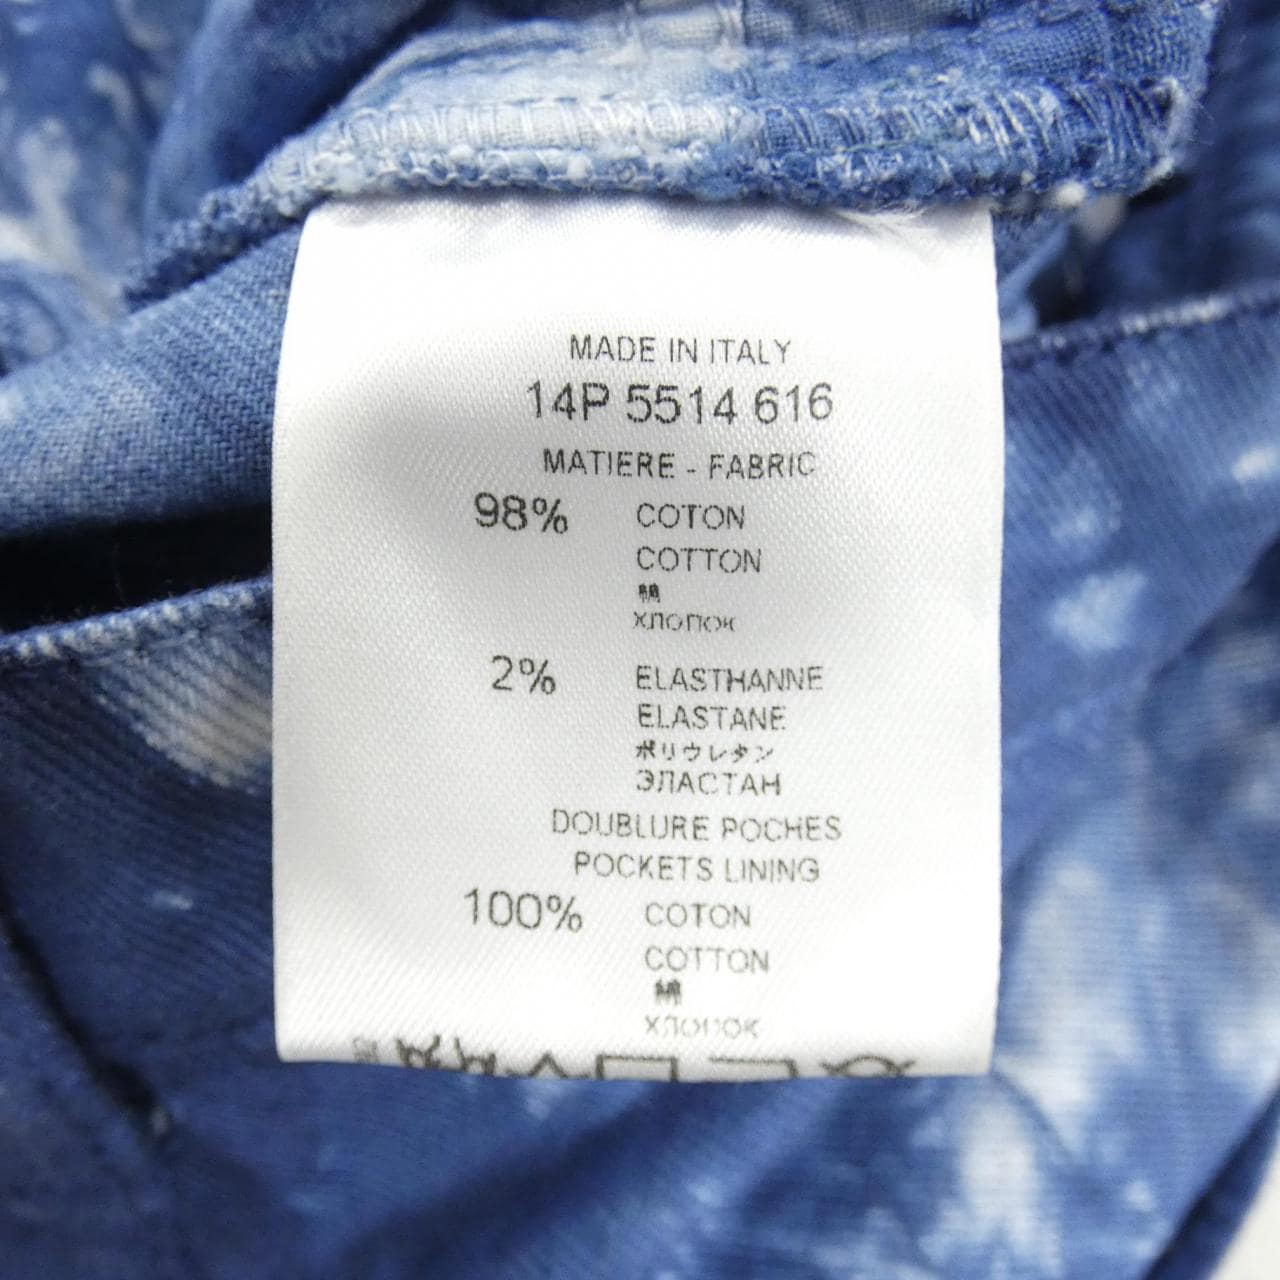 MADE IN ITALY
14P 5514 616
MATIERE - FABRIC
98% COTON
COTTON
綿
ХЛОПОК
2% ELASTHANNE
ELASTANE
ポリウレタン
ЭЛАСТАН
DOUBLURE POCHES
POCKETS LINING
100% COTON
COTTON
綿
ХЛОПОК